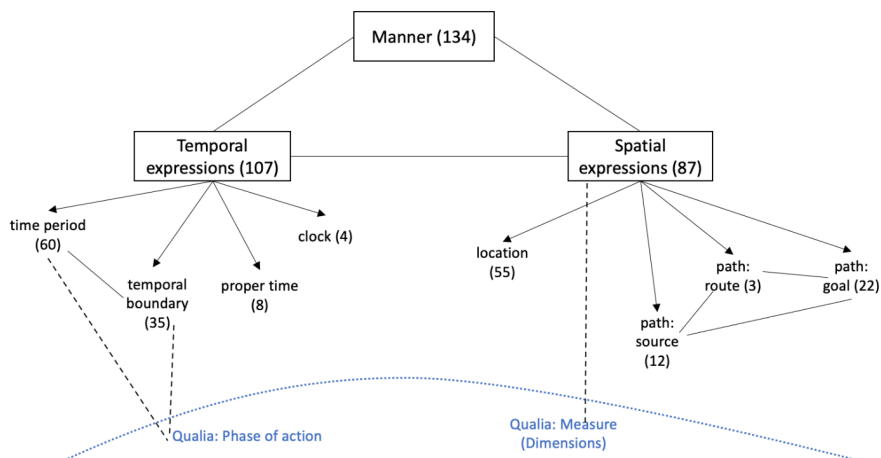 Manner (134)
Temporal
expressions (107)
Spatial
expressions (87)
time period
(60)
temporal
boundary
(35)
proper time
(8)
clock (4)
location
(55)
path:
source
(12)
path:
route (3)
path:
goal (22)
Qualia: Phase of action
Qualia: Measure
(Dimensions)